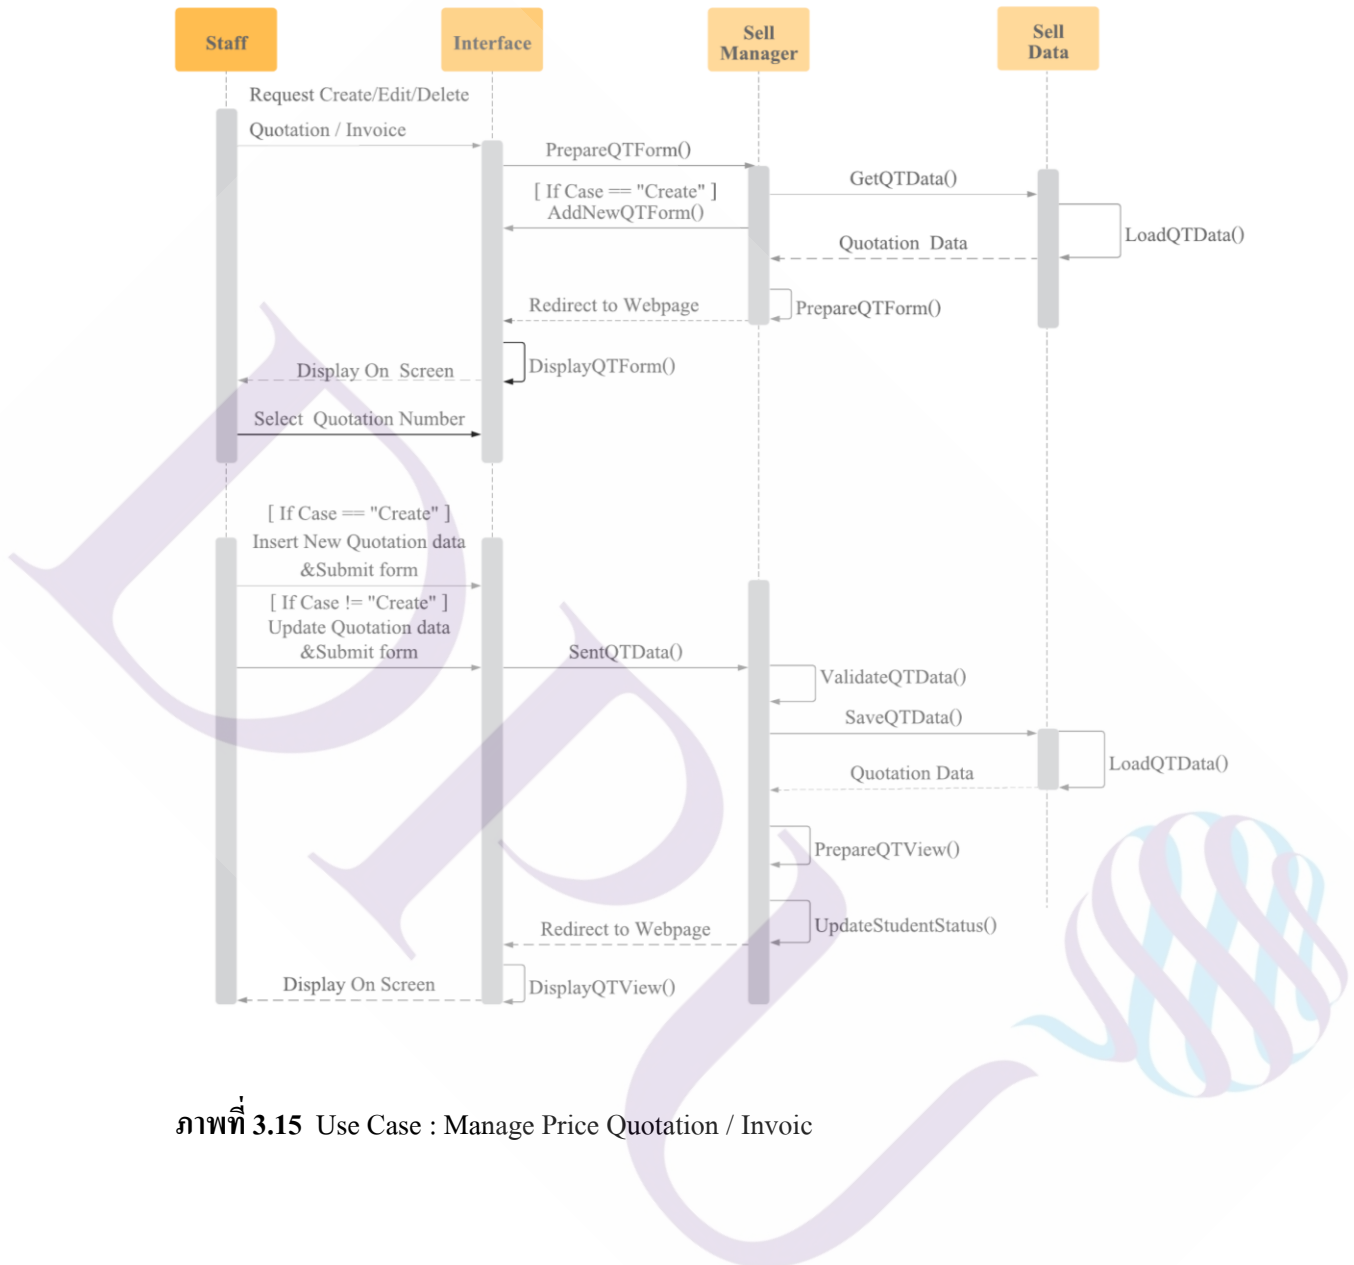 Staff
Interface
Sell
Manager
Sell
Data
Request Create/Edit/Delete
Quotation / Invoice
PrepareQTForm()
GetQTData()
[ If Case == "Create" ]
AddNewQTForm()
LoadQTData()
Quotation Data
Redirect to Webpage
PrepareQTForm()
DisplayQTForm()
Display On Screen
Select Quotation Number
[ If Case == "Create" ]
Insert New Quotation data
&Submit form
[ If Case != "Create" ]
Update Quotation data
&Submit form
SentQTData()
ValidateQTData()
SaveQTData()
LoadQTData()
Quotation Data
PrepareQTView()
UpdateStudentStatus()
Redirect to Webpage
Display On Screen
DisplayQTView()
DPU
ภาพที่ 3.15 Use Case : Manage Price Quotation / Invoic